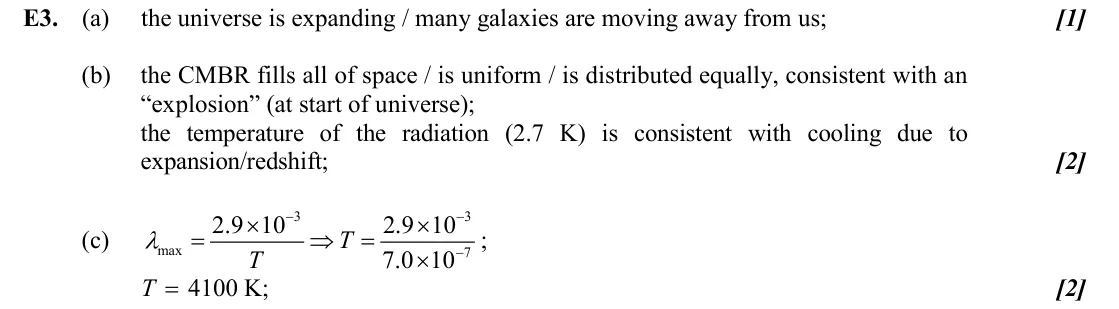 E3. (a) the universe is expanding / many galaxies are moving away from us; [1]
(b) the CMBR fills all of space / is uniform / is distributed equally, consistent with an
“explosion” (at start of universe);
the temperature of the radiation (2.7 K) is consistent with cooling due to
expansion/redshift; [2]
(c) λmax = 2.9×10⁻³ / T ⇒ T = 2.9×10⁻³ / 7.0×10⁻⁷ ;
T = 4100 K; [2]